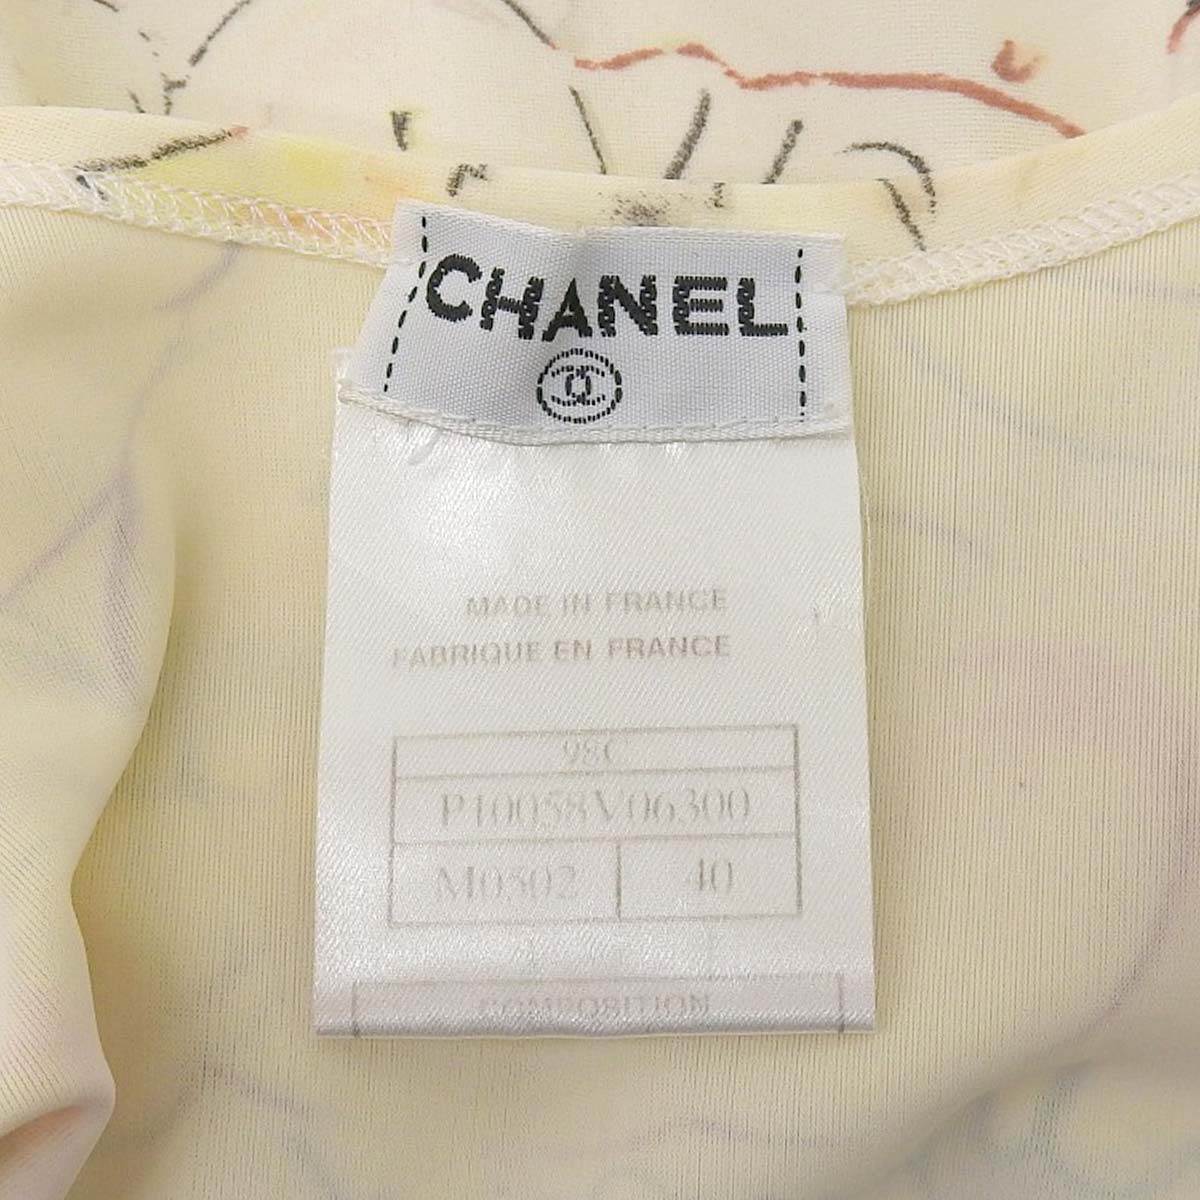 CHANEL
MADE IN FRANCE
FABRIQUE EN FRANCE
98C
P10058V06300
M0302 40
COMPOSITION